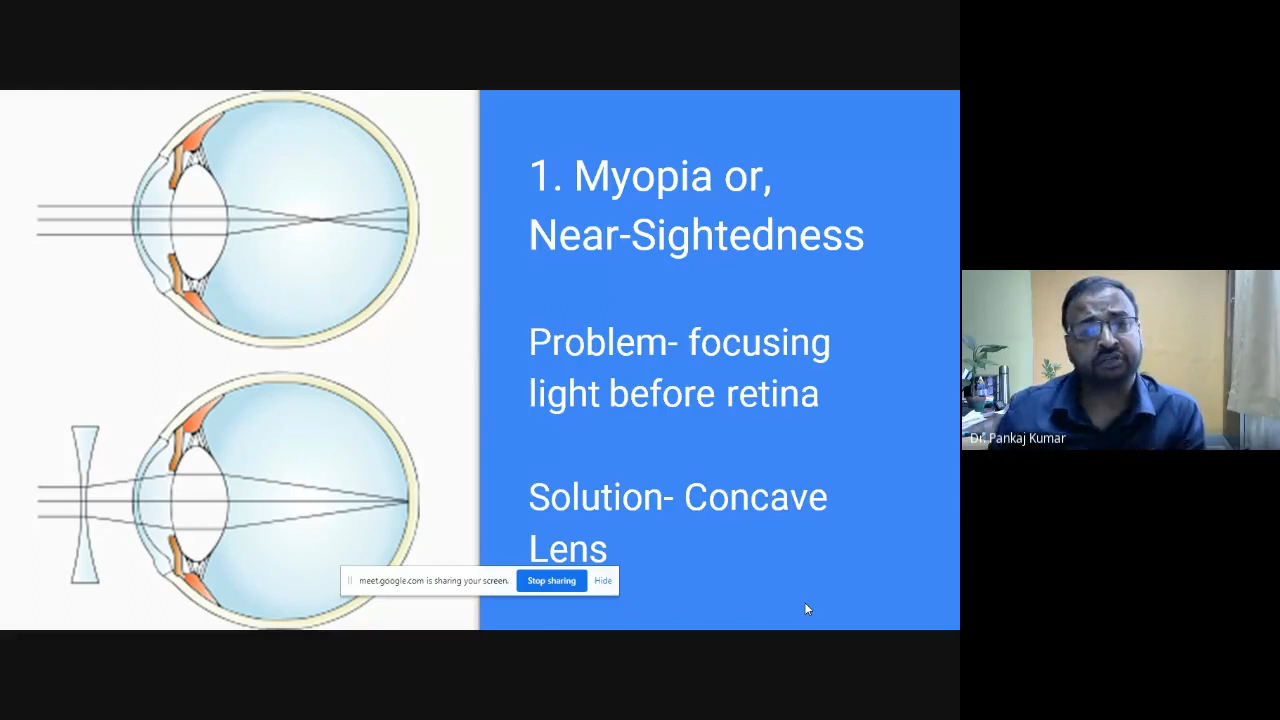 1. Myopia or,
Near-Sightedness
Problem- focusing
light before retina
Solution- Concave
Lens
meet.google.com is sharing your screen.
Stop sharing
Hide
Dr. Pankaj Kumar